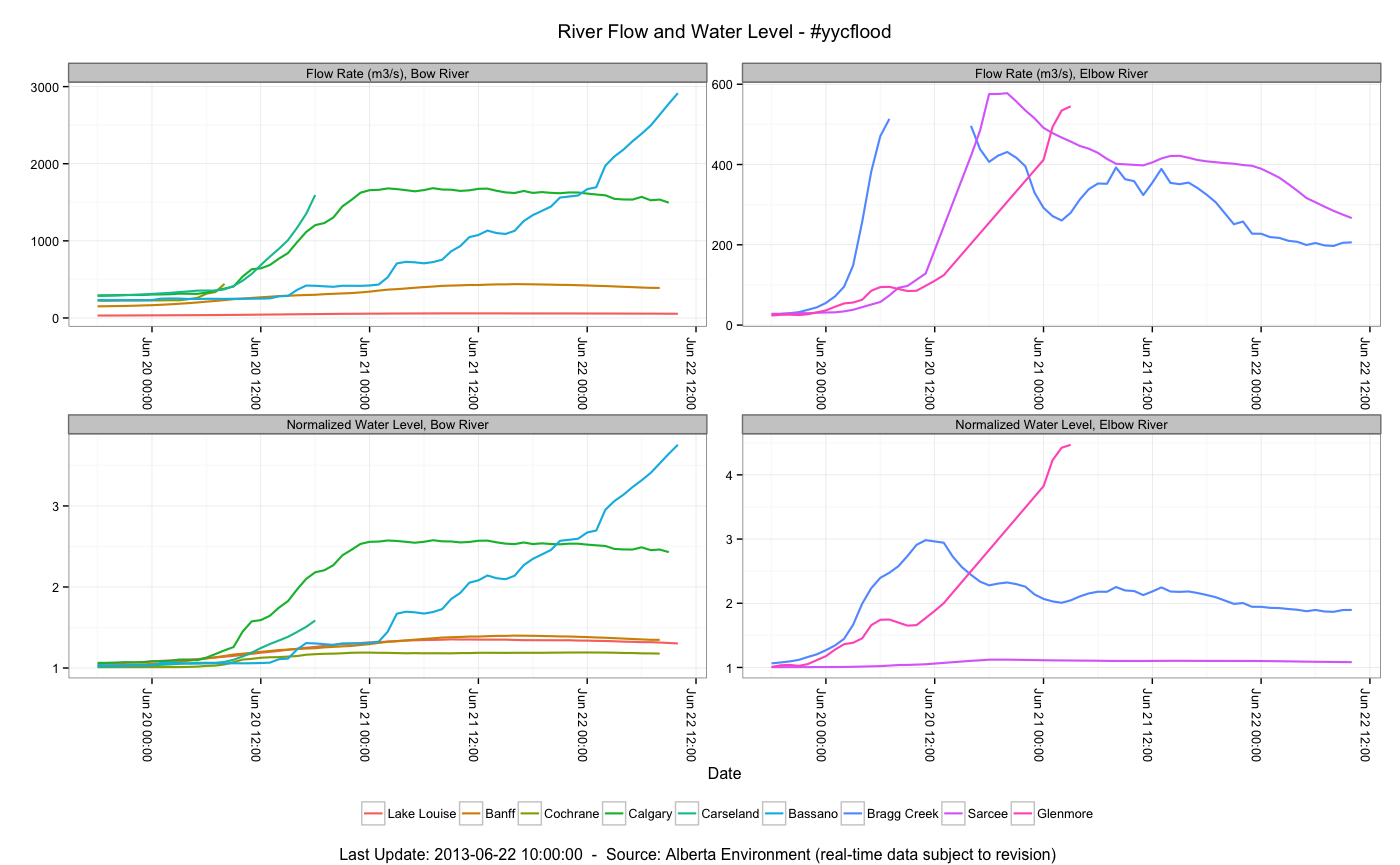 River Flow and Water Level - #yycflood
Flow Rate (m3/s), Bow River
3000
2000
1000
0
Jun 20 00:00
Jun 20 12:00
Jun 21 00:00
Jun 21 12:00
Jun 22 00:00
Jun 22 12:00
Flow Rate (m3/s), Elbow River
600
400
200
0
Jun 20 00:00
Jun 20 12:00
Jun 21 00:00
Jun 21 12:00
Jun 22 00:00
Jun 22 12:00
Normalized Water Level, Bow River
3
2
1
Jun 20 00:00
Jun 20 12:00
Jun 21 00:00
Jun 21 12:00
Jun 22 00:00
Jun 22 12:00
Normalized Water Level, Elbow River
4
3
2
1
Jun 20 00:00
Jun 20 12:00
Jun 21 00:00
Jun 21 12:00
Jun 22 00:00
Jun 22 12:00
Date
Lake Louise Banff Cochrane Calgary Carseland Bassano Bragg Creek Sarcee Glenmore
Last Update: 2013-06-22 10:00:00 - Source: Alberta Environment (real-time data subject to revision)